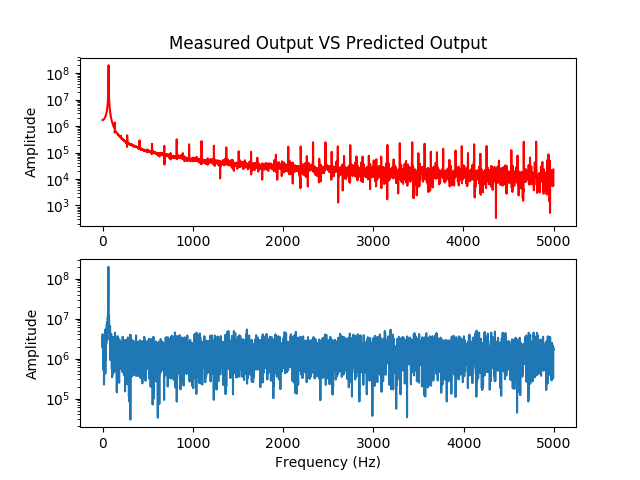 Measured Output VS Predicted Output
Amplitude
10⁸
10⁷
10⁶
10⁵
10⁴
10³
0 1000 2000 3000 4000 5000
Amplitude
10⁸
10⁷
10⁶
10⁵
0 1000 2000 3000 4000 5000
Frequency (Hz)